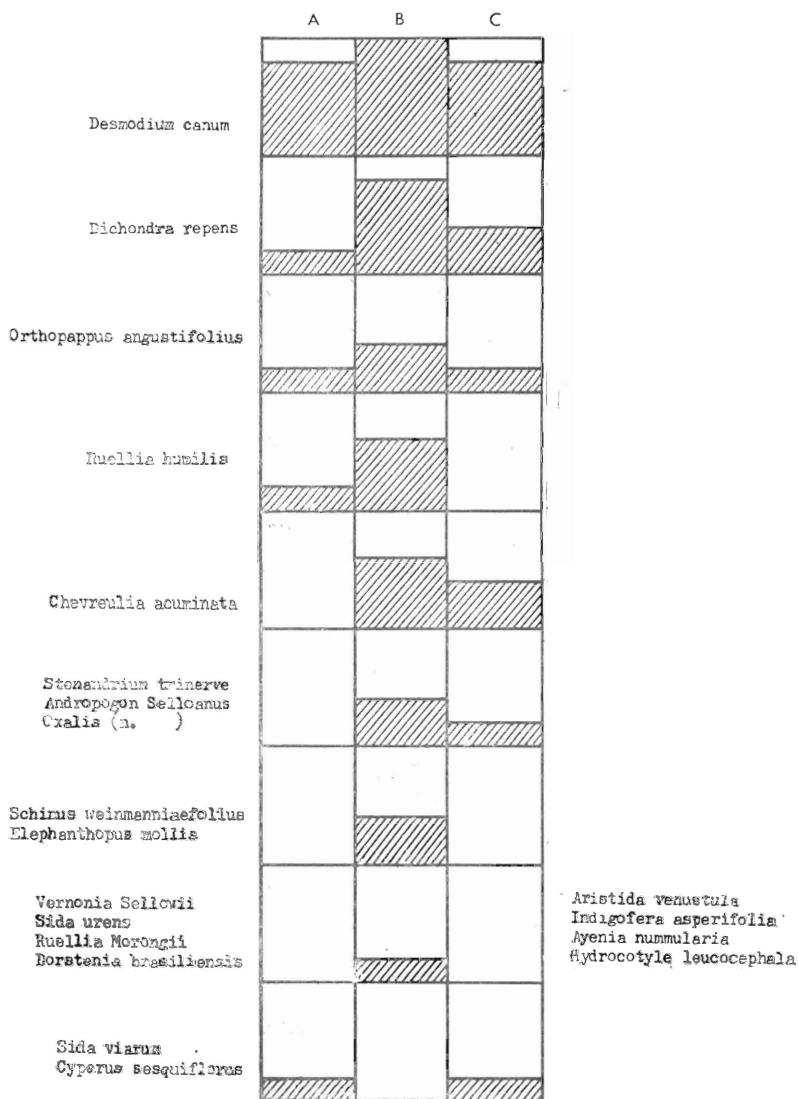 A B C
Desmodium canum
Dichondra repens
Orthopappus angustifolius
Ruellia humilis
Chevreulia acuminata
Stenandrium trinerve
Andropogon Selloanus
Oxalis (n. )
Schirus weinmanniaefolius
Elephanthopus mollis
Vernonia Sellowii
Sida urens
Ruellia Morongii
Dorstenia brasiliensis
Aristida venustula
Indigofera asperifolia
Ayenia nummularia
Hydrocotyle leucocephala
Sida viarum
Cyperus sesquiflorus